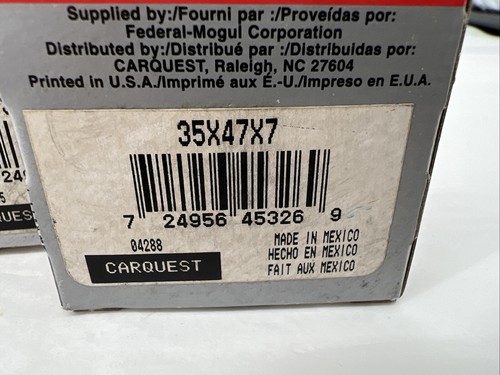 Supplied by:/Fourni par :/Proveídas por:
Federal-Mogul Corporation
Distributed by:/Distribué par :/Distribuidas por:
CARQUEST, Raleigh, NC 27604
Printed in U.S.A./Imprimé aux É.-U./Impreso en E.U.A.
35X47X7
7 24956 45326 9
04288
CARQUEST
MADE IN MEXICO
HECHO EN MEXICO
FAIT AUX MEXICO